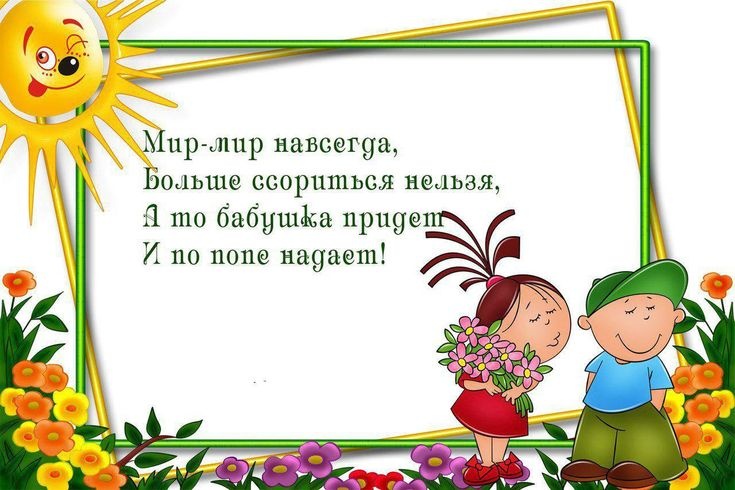 Мир-мир навсегда,
Больше ссориться нельзя,
А то бабушка придет
И по попе надает!